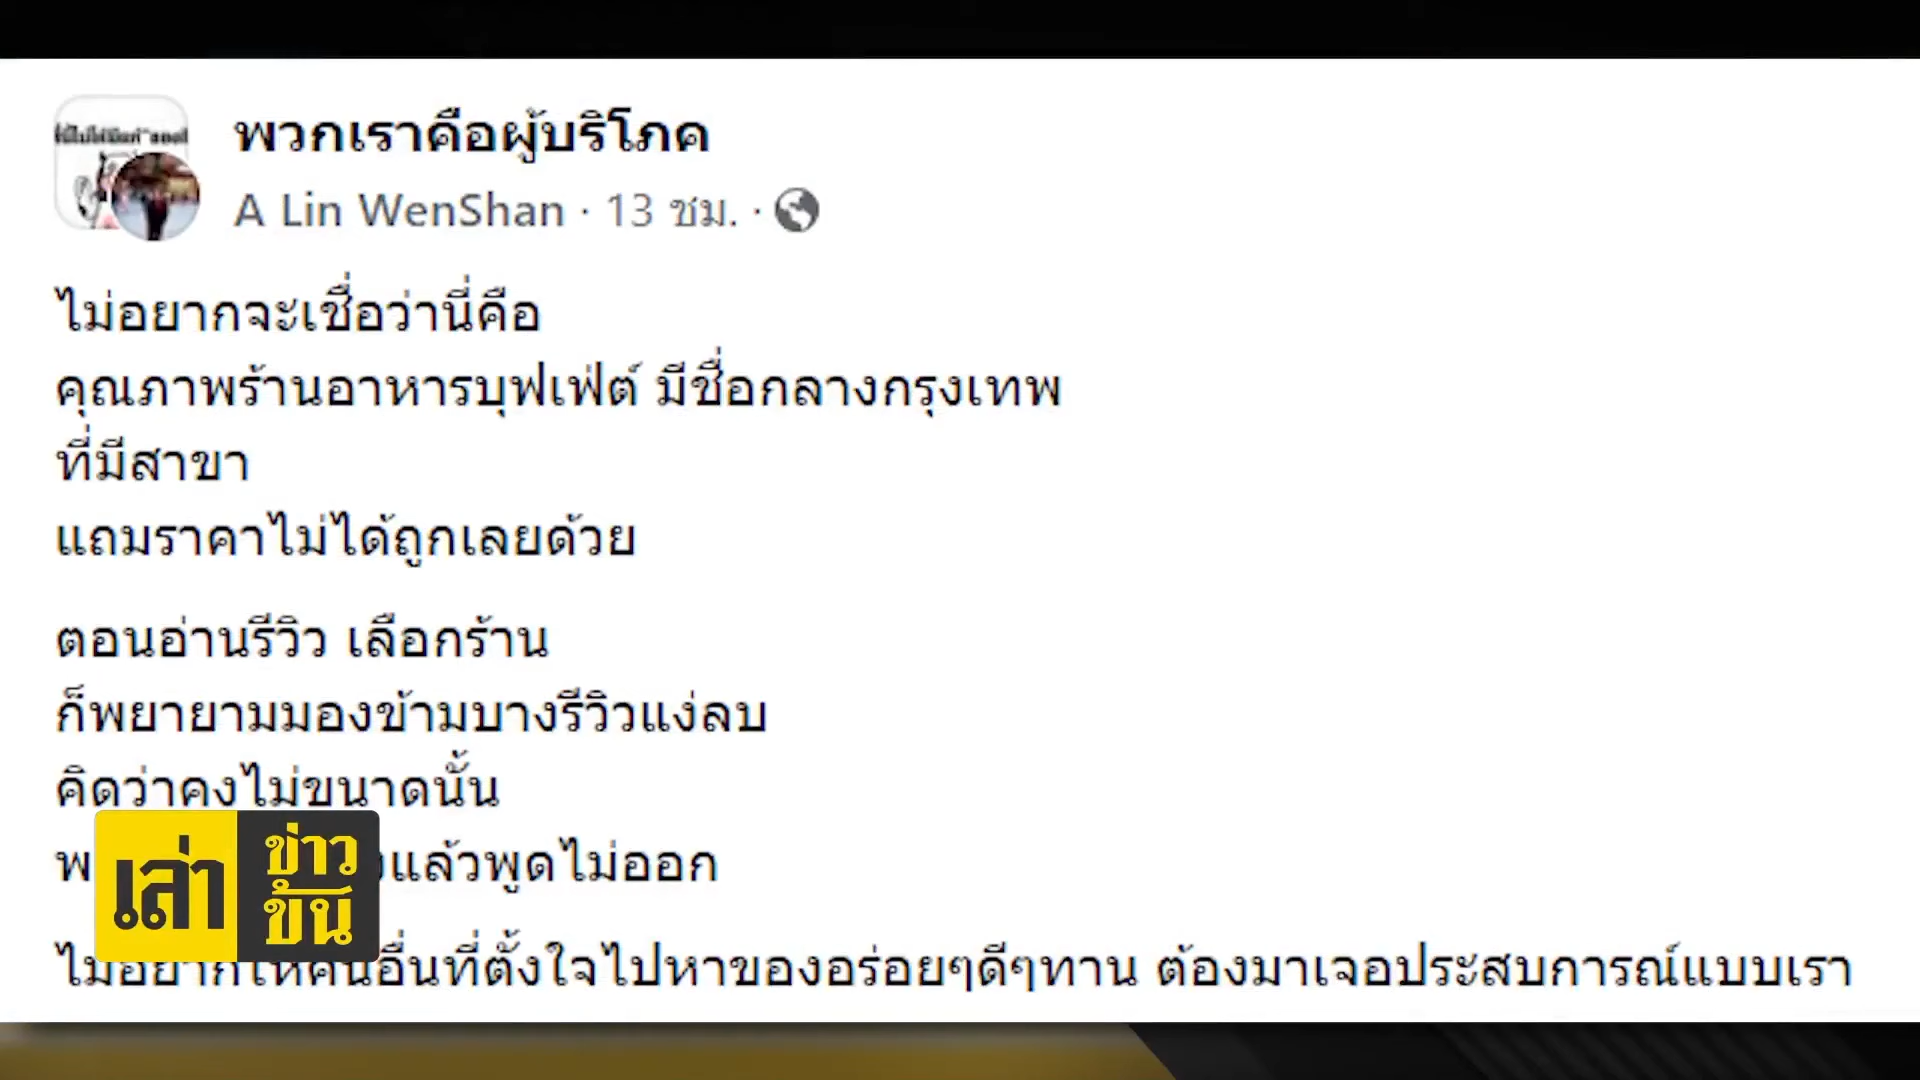 พวกเราคือผู้บริโภค
A Lin WenShan · 13 ชม. ·
ไม่อยากจะเชื่อว่านี่คือ
คุณภาพร้านอาหารบุฟเฟ่ต์ มีชื่อกลางกรุงเทพ
ที่มีสาขา
แถมราคาไม่ได้ถูกเลยด้วย
ตอนอ่านรีวิว เลือกร้าน
ก็พยายามมองข้ามบางรีวิวแง่ลบ
คิดว่าคงไม่ขนาดนั้น
แล้วพูดไม่ออก
เล่า
ข่าว
ข้น
ไม่อยากให้คนอื่นที่ตั้งใจไปหาของอร่อยๆดีๆทาน ต้องมาเจอประสบการณ์แบบเรา